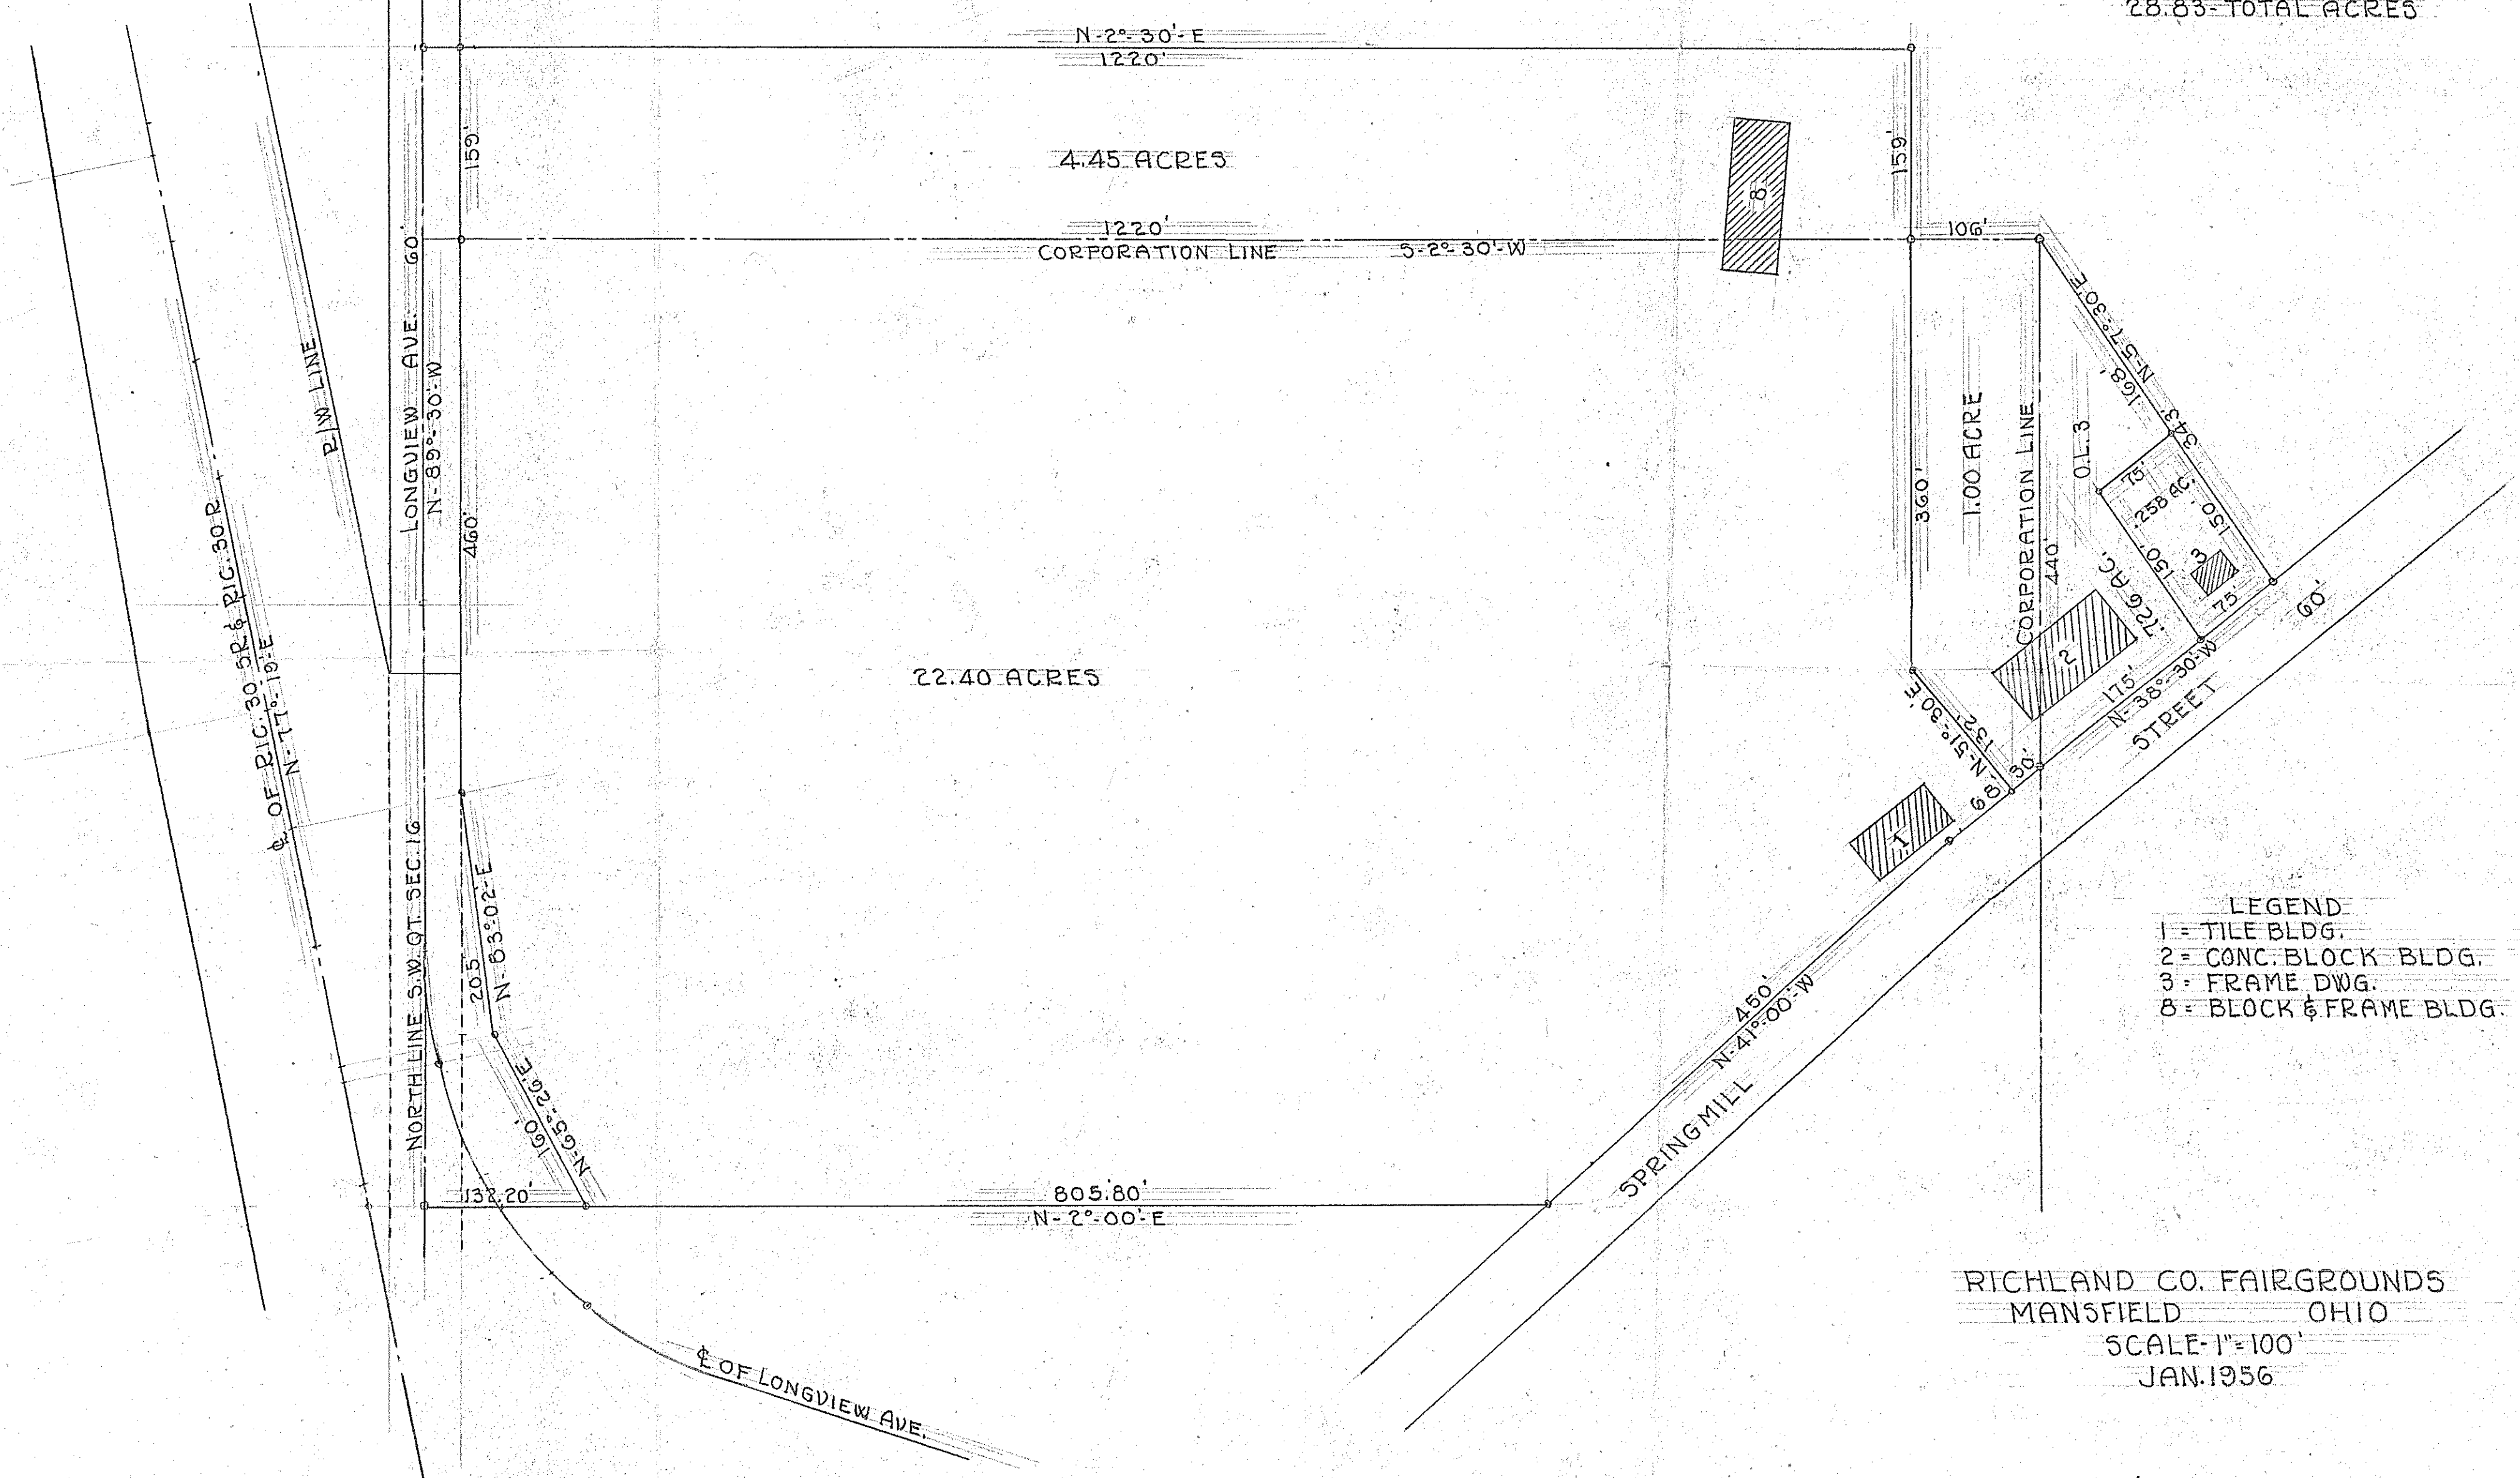 28.83-TOTAL ACRES
N-2°-30'-E
1220'
159'
4.45 ACRES
8
159'
1220'
CORPORATION LINE
S-2°-30'-W
106'
LONGVIEW AVE. 60'
N-89°-30'-W
R/W LINE
460'
℄ OF RIC. 30 SR & RIC. 30 R
N-77°-19'-E
22.40 ACRES
360'
1.00 ACRE
CORPORATION LINE
440'
O.L. 3
N-57°-30'E
168'
343'
75'
.258 AC.
150'
150'
3
75'
.726 AC.
2
175'
N-38°-30'-W
60'
N-51°-30'E
132'
30'
68'
1
STREET
NORTH LINE S.W. QT. SEC. 16
205'
N-83°-02'-E
160'
N-65°-26'E
132.20'
805.80'
N-2°-00'-E
450'
N-41°-00'-W
SPRINGMILL
℄ OF LONGVIEW AVE.
LEGEND
1 = TILE BLDG.
2 = CONC. BLOCK BLDG.
3 = FRAME DWG.
8 = BLOCK & FRAME BLDG.
RICHLAND CO. FAIRGROUNDS
MANSFIELD OHIO
SCALE-1"=100'
JAN. 1956